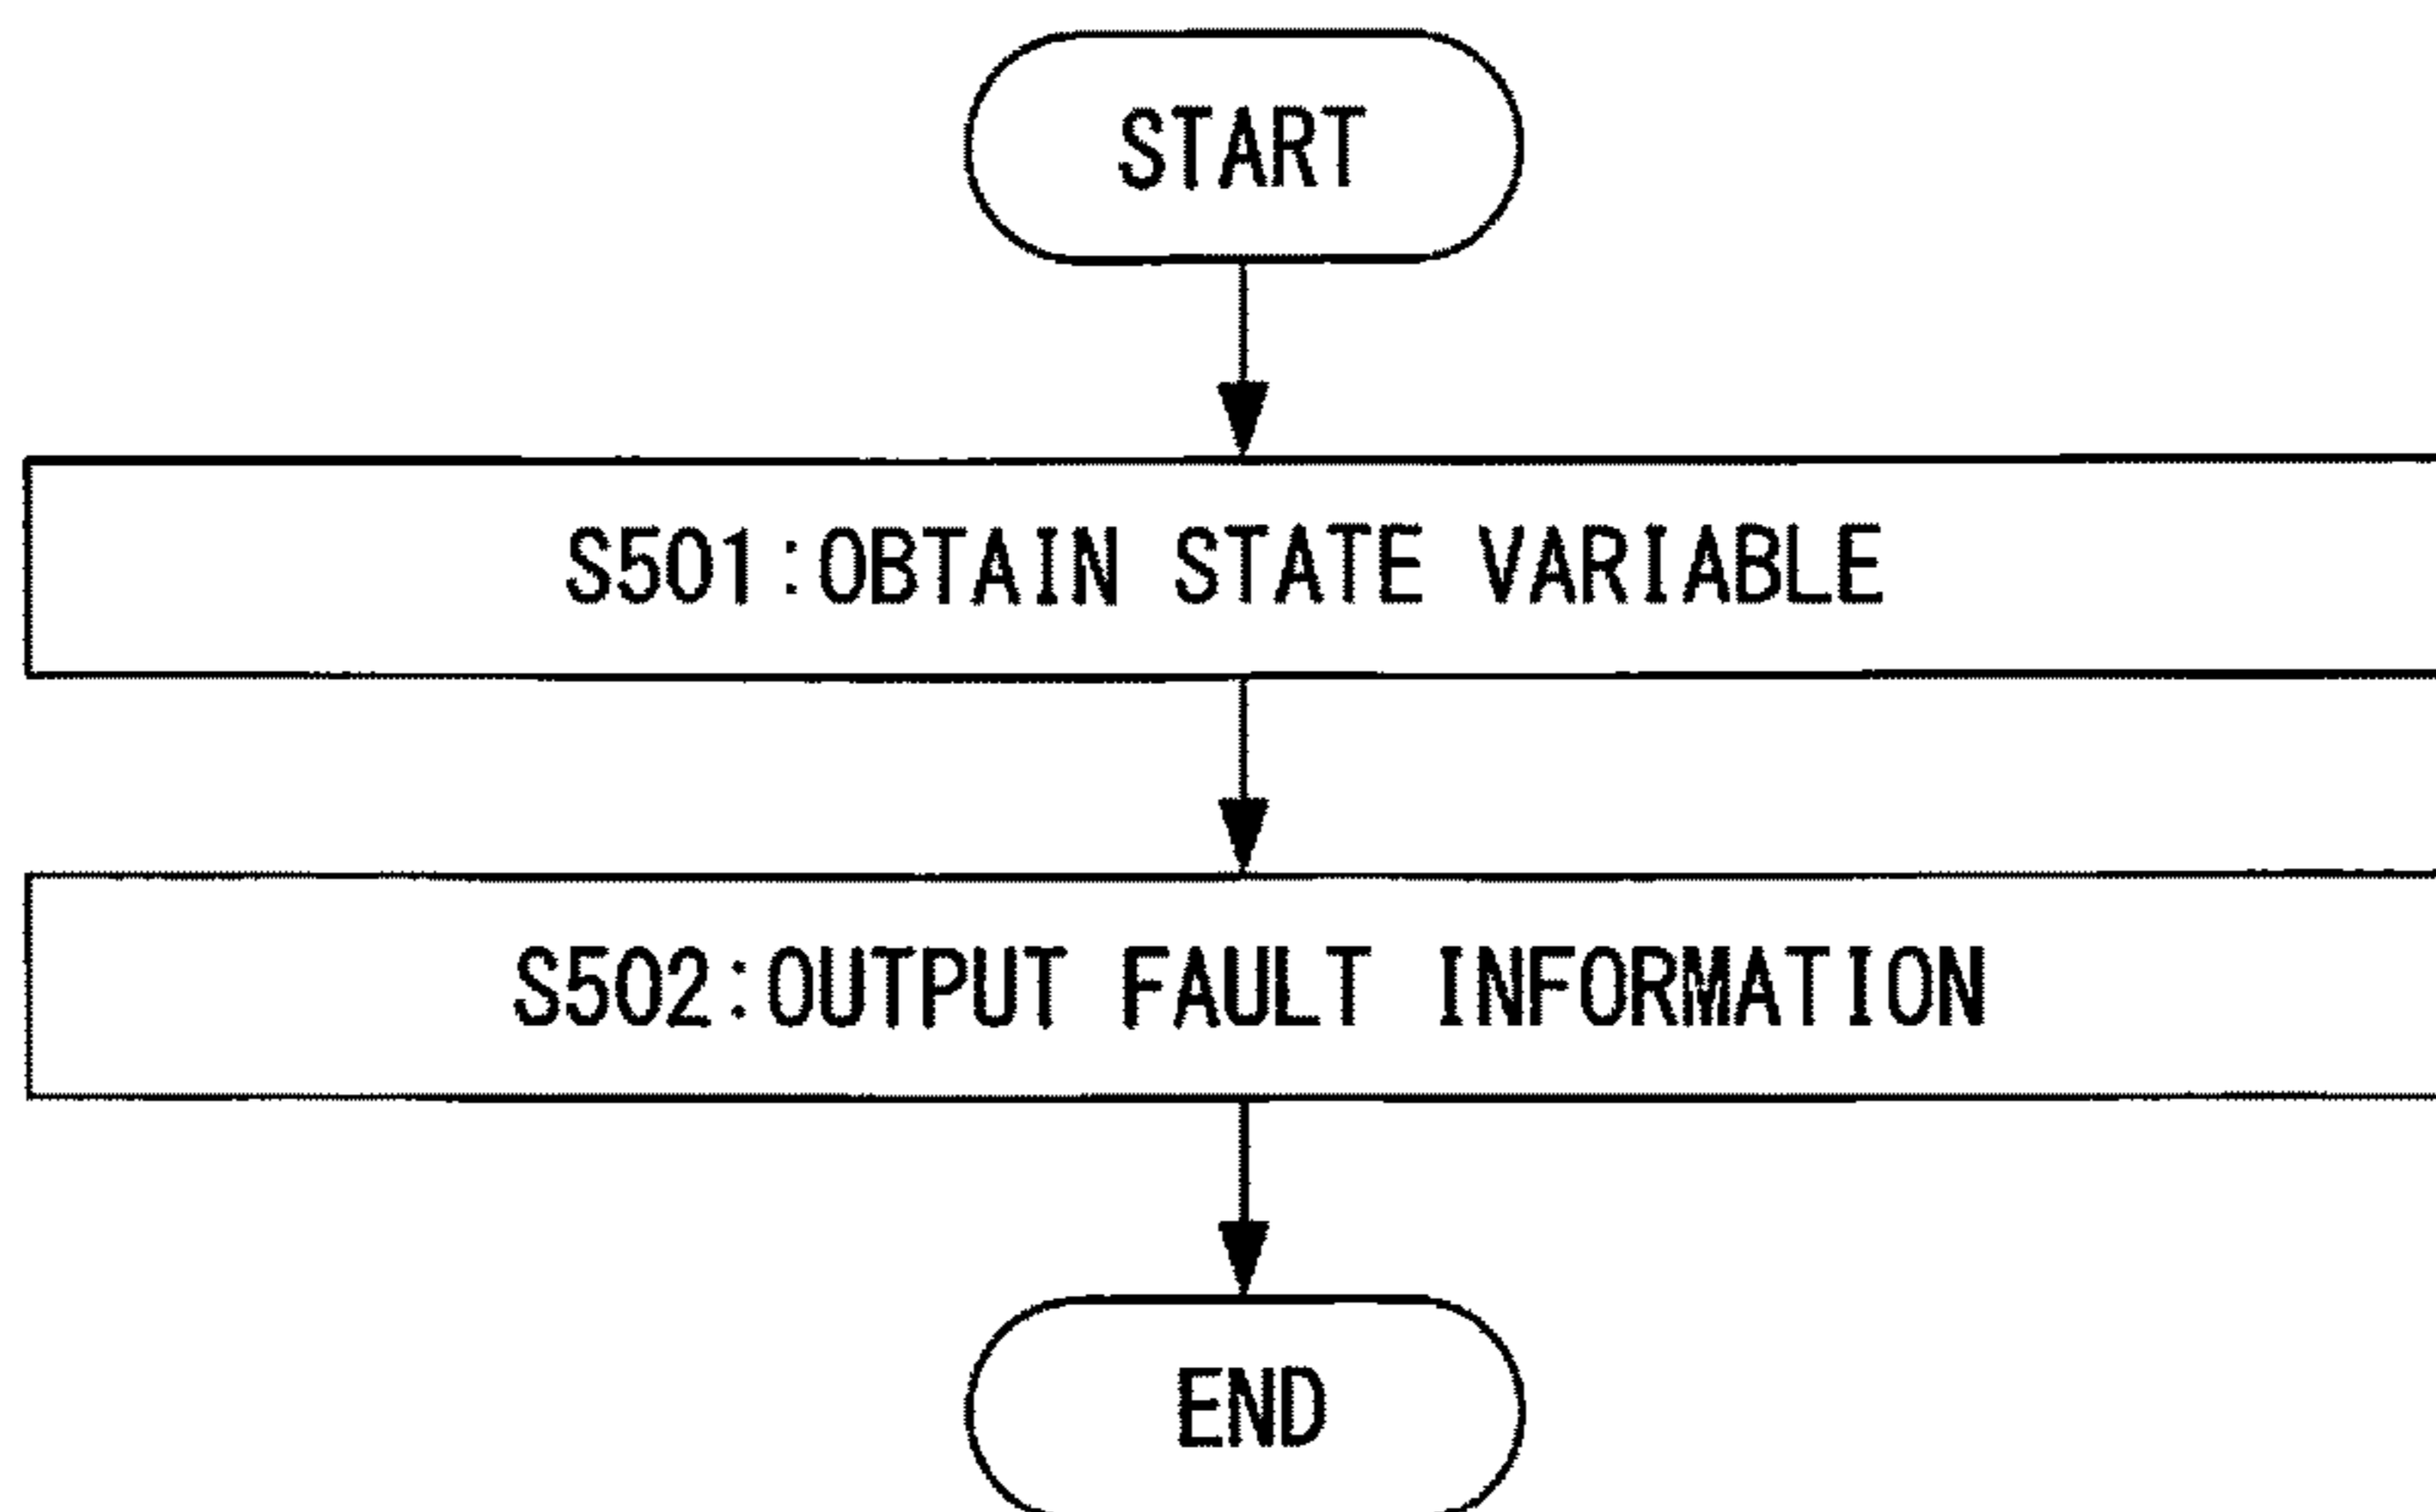 START
S501:OBTAIN STATE VARIABLE
S502:OUTPUT FAULT INFORMATION
END